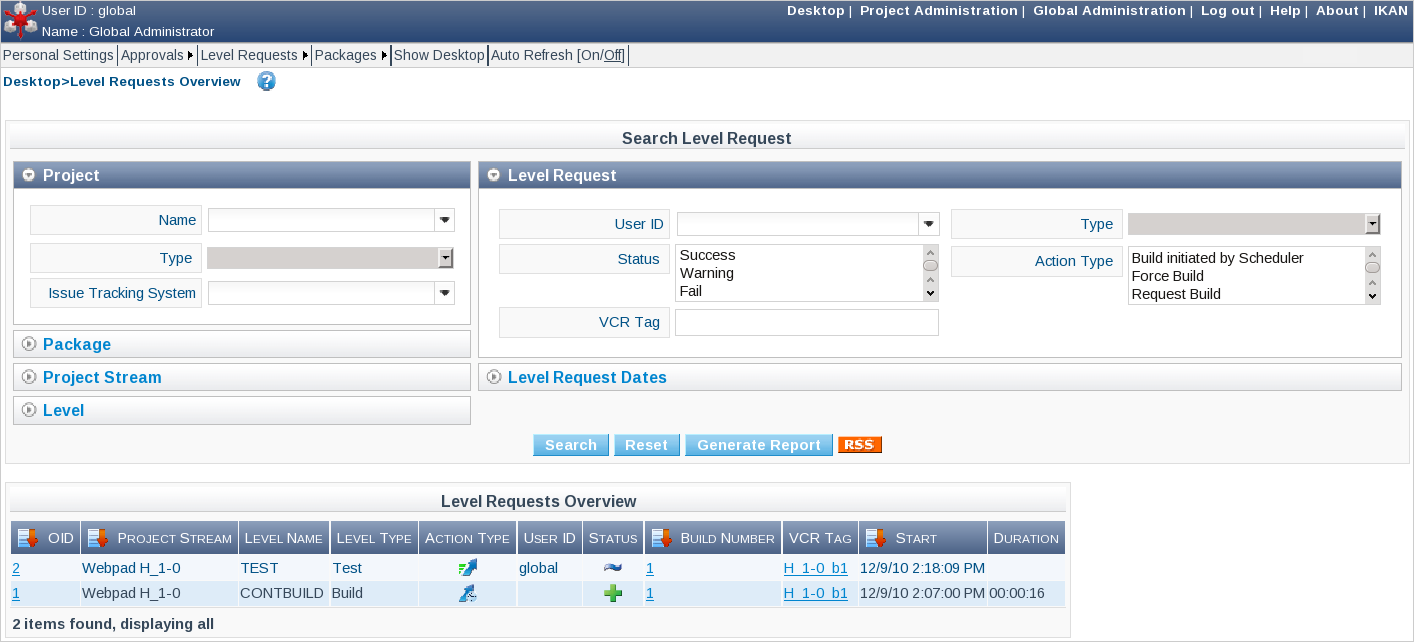 User ID : global
Desktop | Project Administration | Global Administration | Log out | Help | About | IKAN
Name : Global Administrator
Personal Settings Approvals Level Requests Packages Show Desktop Auto Refresh [On/Off]
Desktop>Level Requests Overview ?
Search Level Request
Project
Name
Type
Issue Tracking System
Package
Project Stream
Level
Level Request
User ID
Type
Status
Success
Warning
Fail
Action Type
Build initiated by Scheduler
Force Build
Request Build
VCR Tag
Level Request Dates
Search Reset Generate Report RSS
Level Requests Overview
OID Project Stream Level Name Level Type Action Type User ID Status Build Number VCR Tag Start Duration
2 Webpad H_1-0 TEST Test global 1 H_1-0_b1 12/9/10 2:18:09 PM
1 Webpad H_1-0 CONTBUILD Build 1 H_1-0_b1 12/9/10 2:07:00 PM 00:00:16
2 items found, displaying all